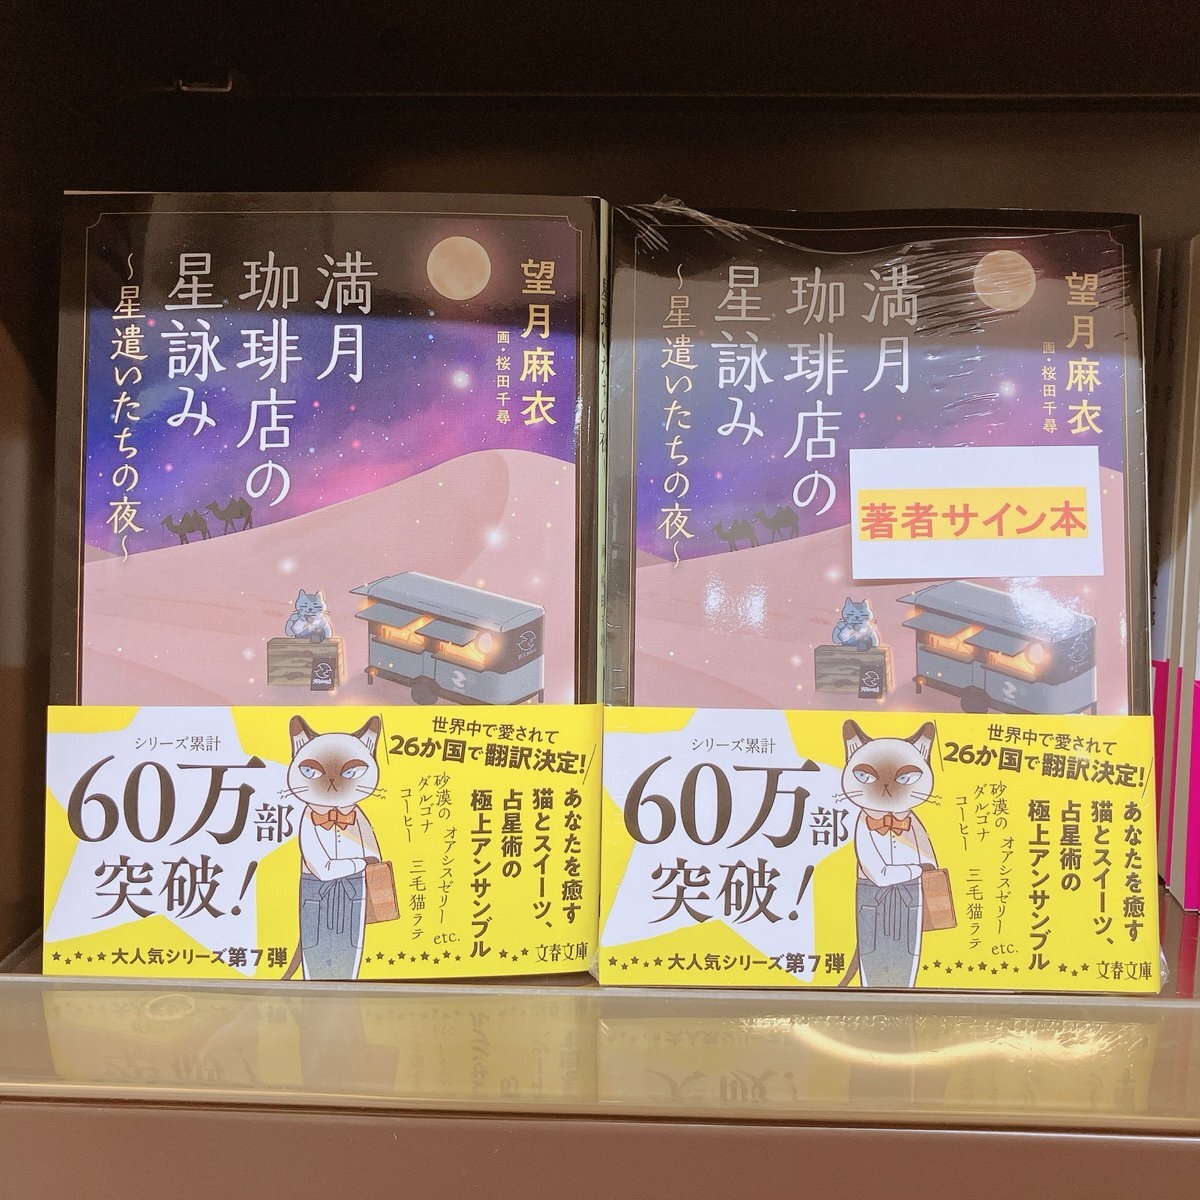 満月
珈琲店の
星詠み
～星遣いたちの夜～
望月麻衣
画・桜田千尋
シリーズ累計
60万部
突破!
大人気シリーズ第7弾
世界中で愛されて
26か国で翻訳決定!
あなたを癒す
猫とスイーツ、
占星術の
極上アンサンブル
砂漠の
ダルゴナ
コーヒー
オアシスゼリー
三毛猫ラテ
etc.
文春文庫
満月
珈琲店の
星詠み
～星遣いたちの夜～
望月麻衣
画・桜田千尋
著者サイン本
シリーズ累計
60万部
突破!
大人気シリーズ第7弾
世界中で愛されて
26か国で翻訳決定!
あなたを癒す
猫とスイーツ、
占星術の
極上アンサンブル
砂漠の
ダルゴナ
コーヒー
オアシスゼリー
三毛猫ラテ
etc.
文春文庫